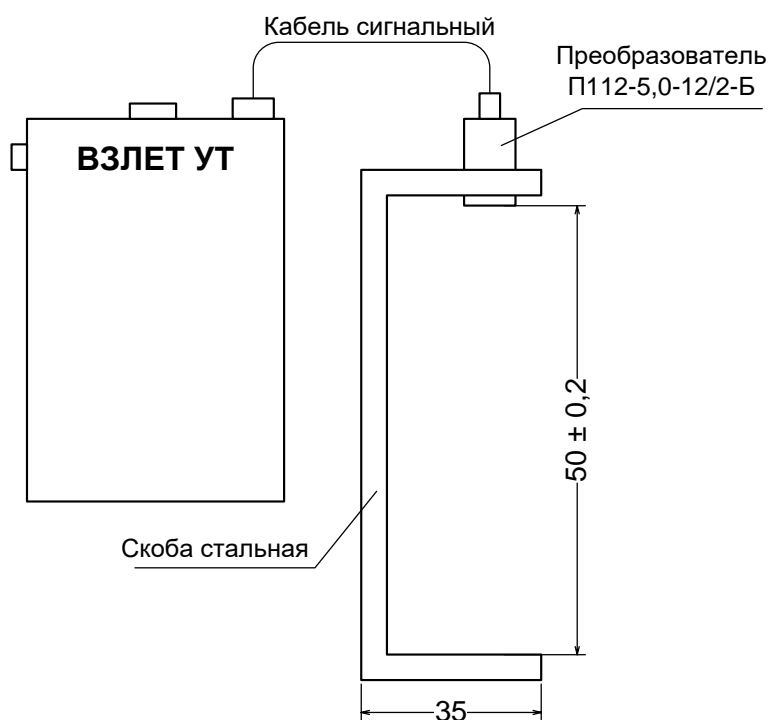 Кабель сигнальный
Преобразователь
П112-5,0-12/2-Б
ВЗЛЕТ УТ
50 ± 0,2
Скоба стальная
35